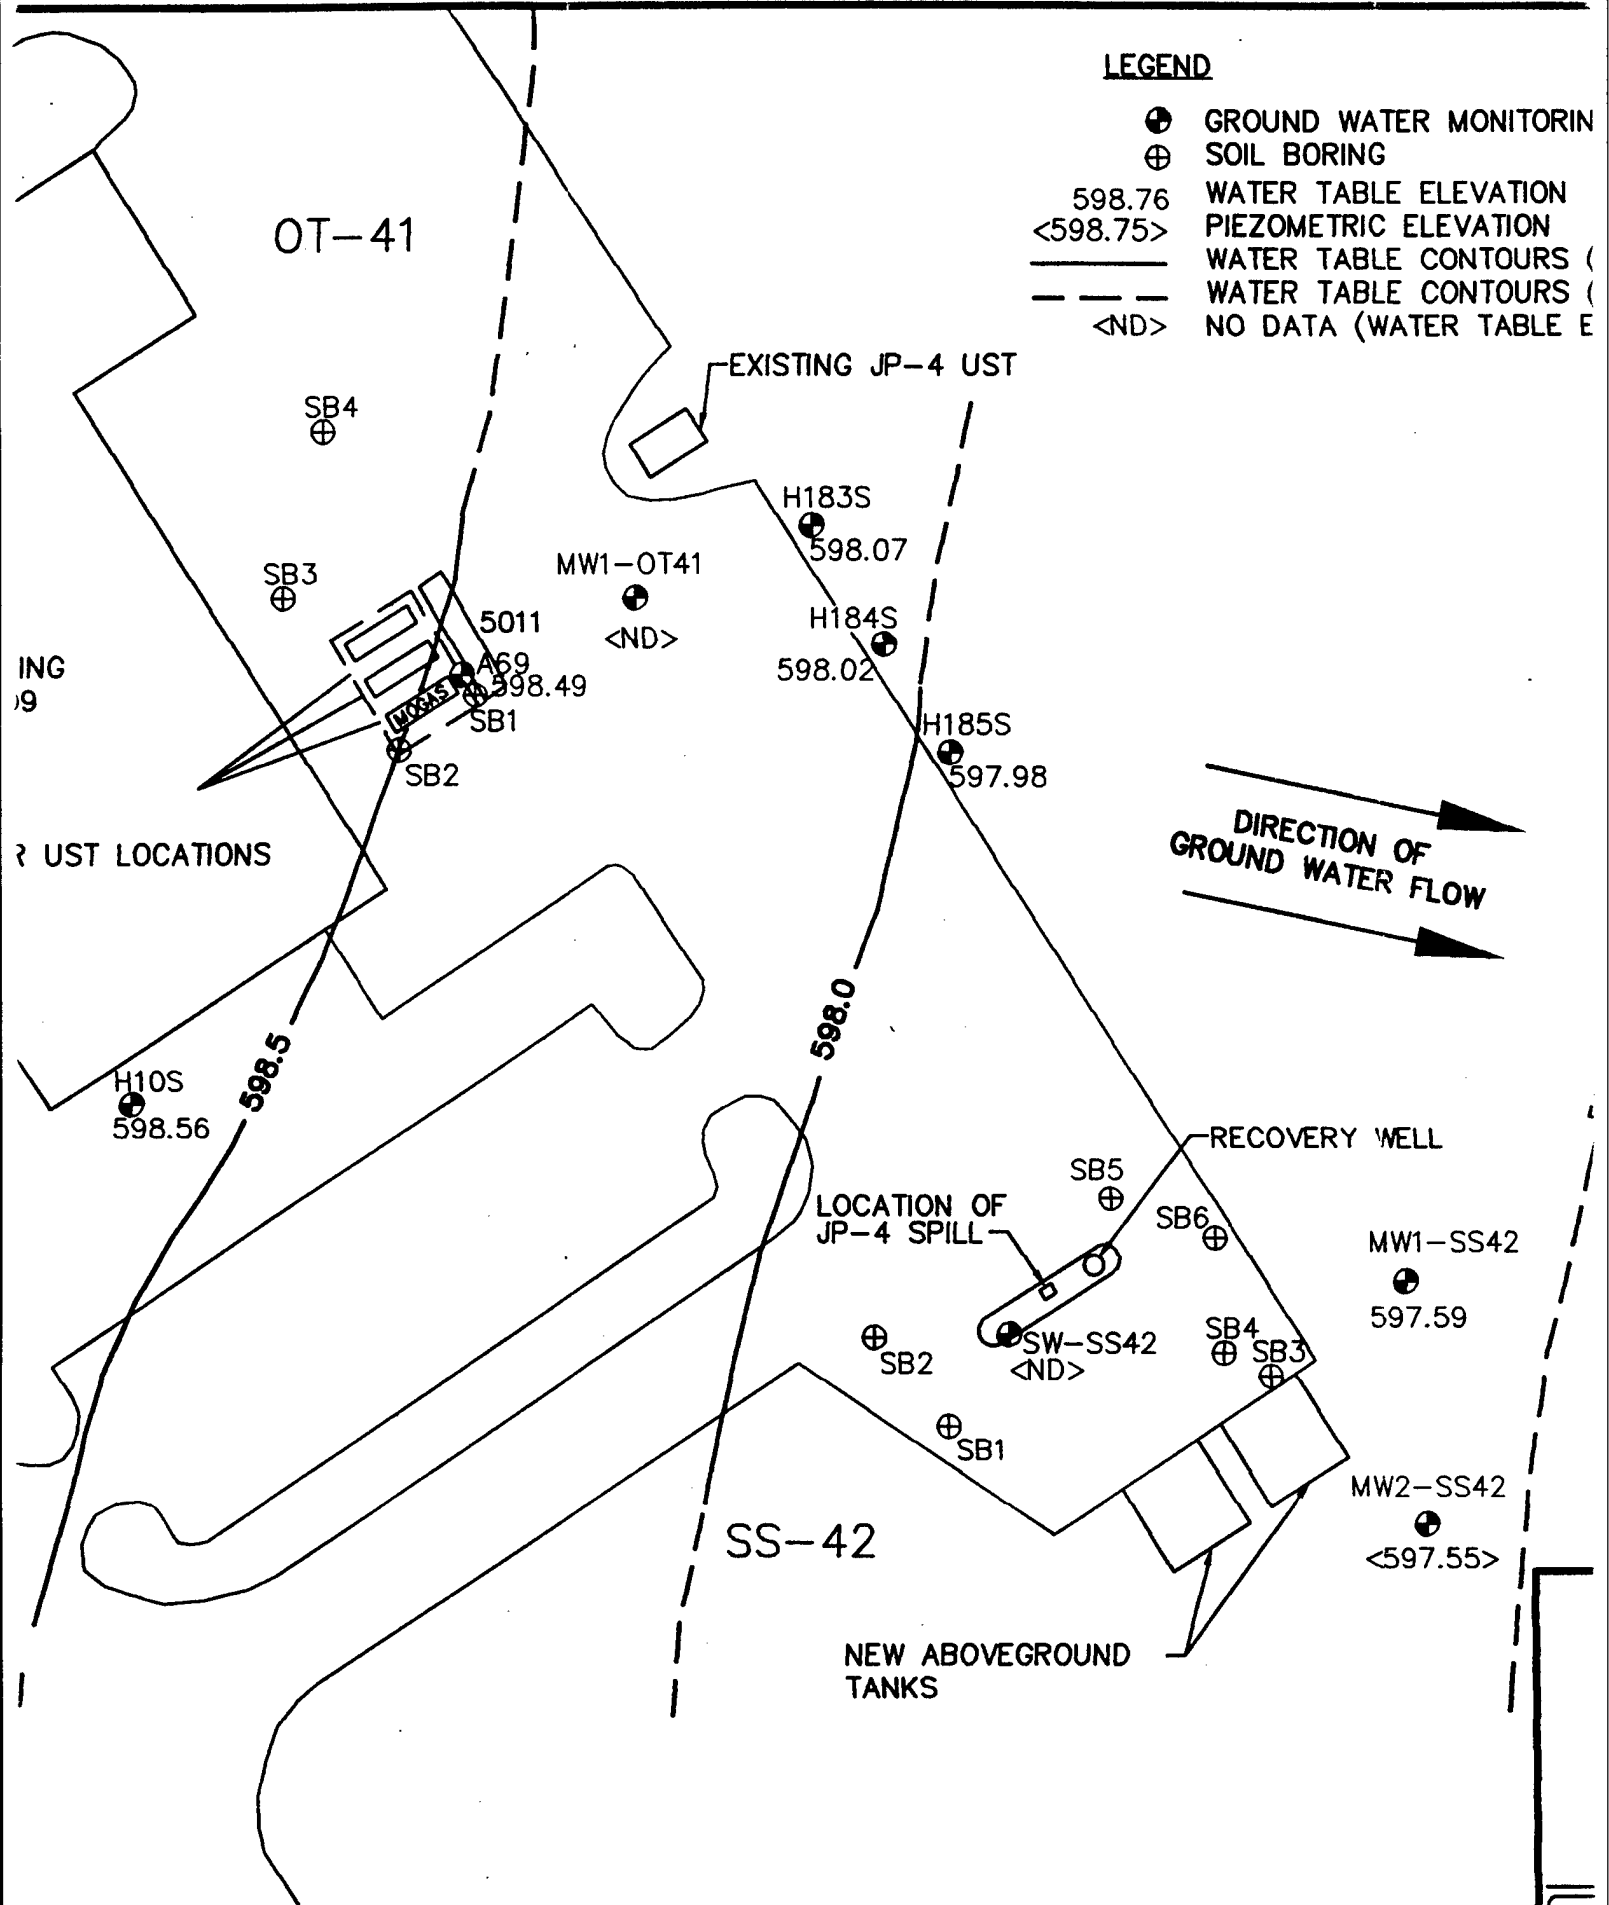 LEGEND
GROUND WATER MONITORIN
SOIL BORING
598.76 WATER TABLE ELEVATION
<598.75> PIEZOMETRIC ELEVATION
WATER TABLE CONTOURS (
WATER TABLE CONTOURS (
<ND> NO DATA (WATER TABLE E
OT-41
EXISTING JP-4 UST
SB4
H183S
598.07
MW1-OT41
<ND>
SB3
5011
H184S
598.02
A69
598.49
MOGAS
SB1
SB2
ING
99
H185S
597.98
R UST LOCATIONS
DIRECTION OF
GROUND WATER FLOW
598.5
598.0
H10S
598.56
RECOVERY WELL
SB5
LOCATION OF
JP-4 SPILL
SB6
MW1-SS42
597.59
SB2
SW-SS42
<ND>
SB4
SB3
SB1
MW2-SS42
<597.55>
SS-42
NEW ABOVEGROUND
TANKS